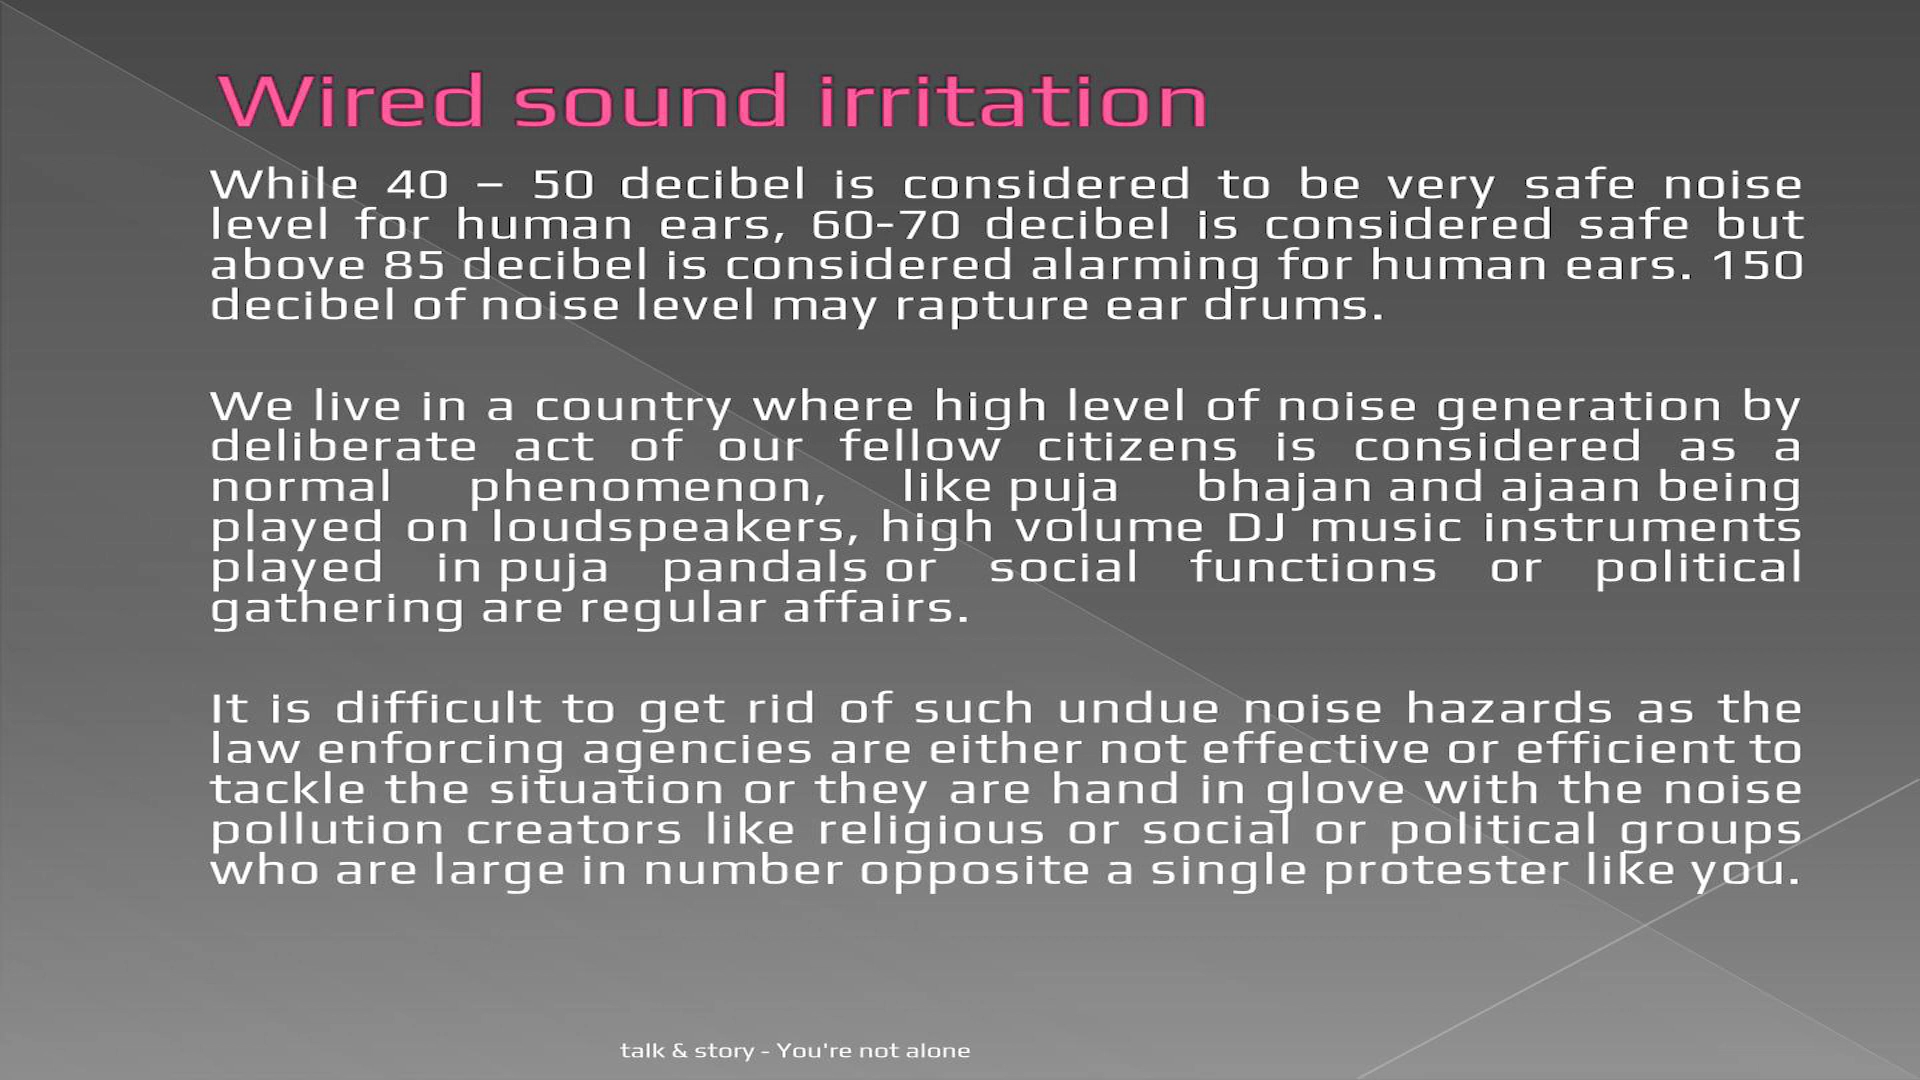 Wired sound irritation
While 40 – 50 decibel is considered to be very safe noise
level for human ears, 60-70 decibel is considered safe but
above 85 decibel is considered alarming for human ears. 150
decibel of noise level may rapture ear drums.
We live in a country where high level of noise generation by
deliberate act of our fellow citizens is considered as a
normal phenomenon, like puja bhajan and ajaan being
played on loudspeakers, high volume DJ music instruments
played in puja pandals or social functions or political
gathering are regular affairs.
It is difficult to get rid of such undue noise hazards as the
law enforcing agencies are either not effective or efficient to
tackle the situation or they are hand in glove with the noise
pollution creators like religious or social or political groups
who are large in number opposite a single protester like you.
talk & story - You're not alone